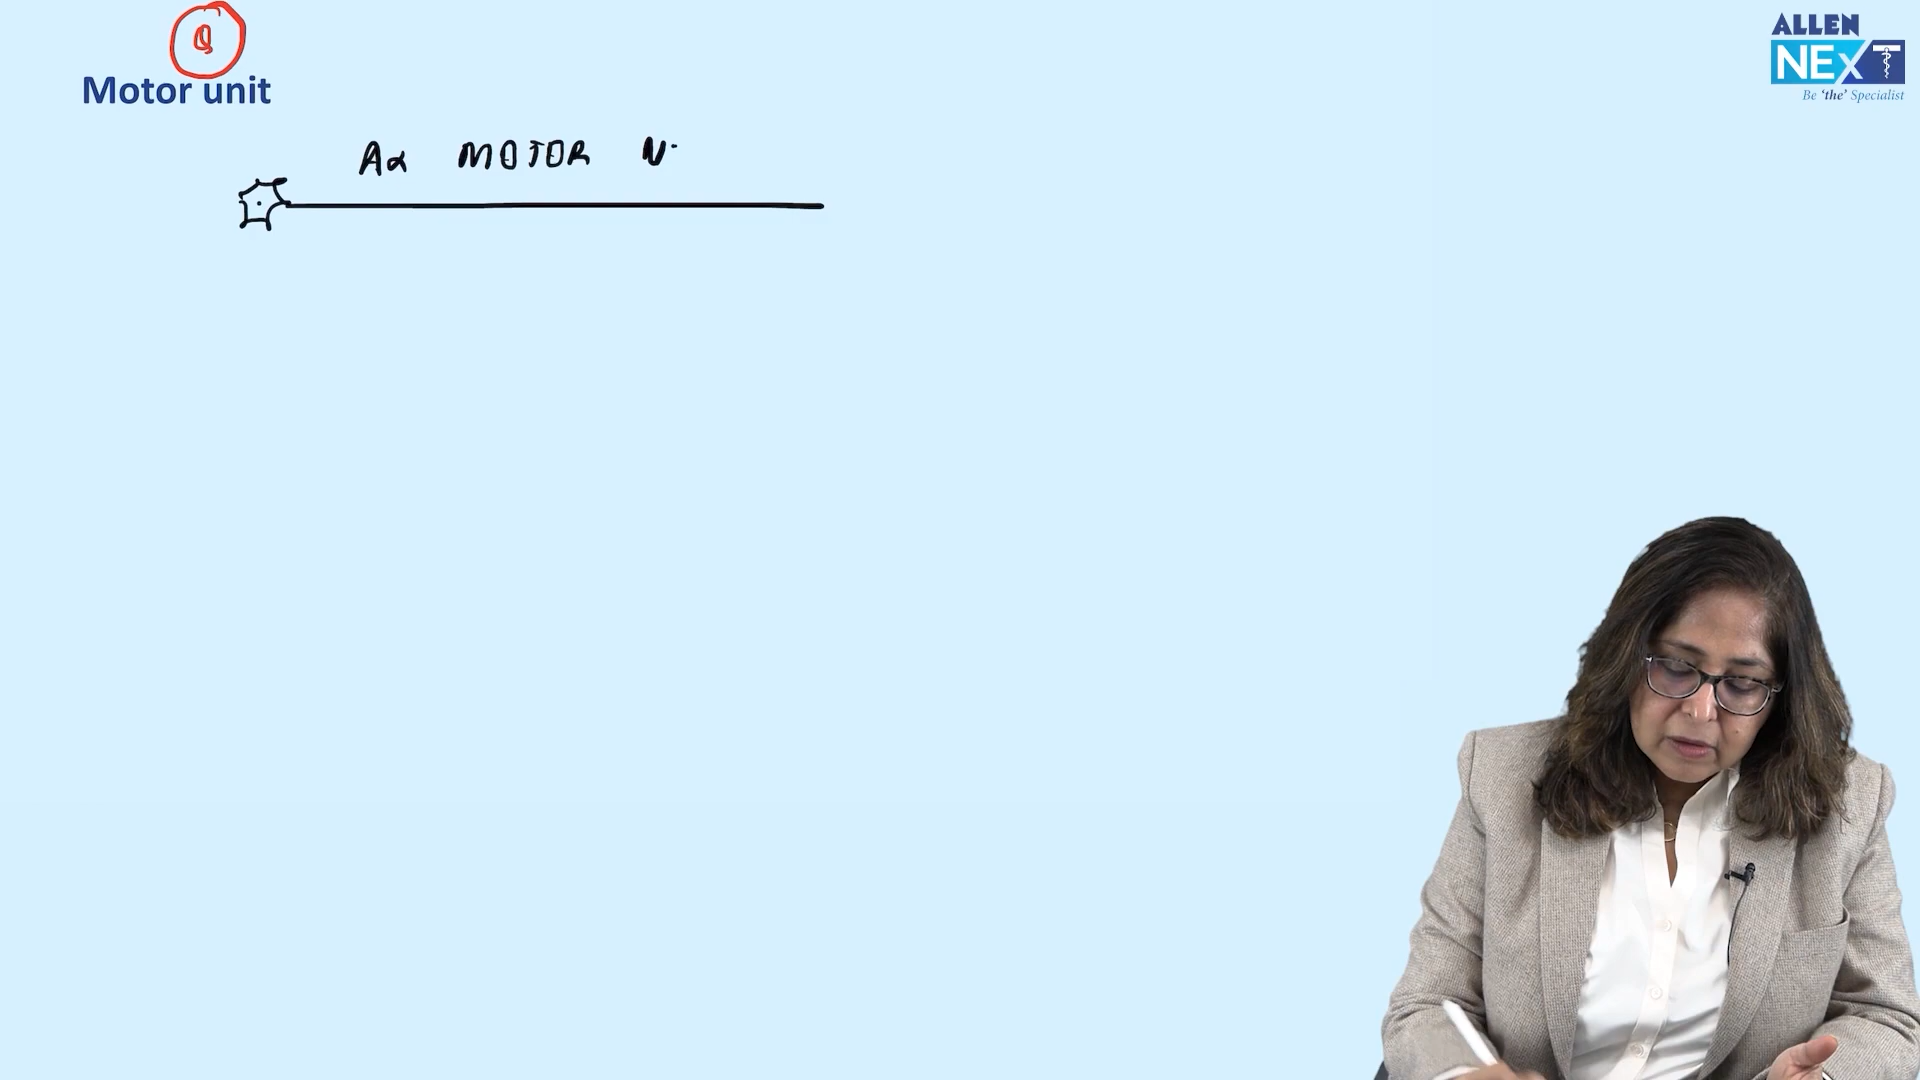 Q
Motor unit
Aα MOTOR N.
ALLEN
NEXT
Be 'the' Specialist